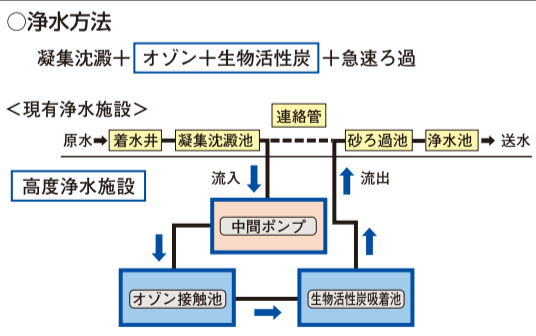 ○浄水方法
凝集沈澱＋オゾン＋生物活性炭＋急速ろ過
＜現有浄水施設＞
連絡管
原水 着水井 凝集沈澱池 砂ろ過池 浄水池 送水
高度浄水施設
流入 流出
中間ポンプ
オゾン接触池 生物活性炭吸着池